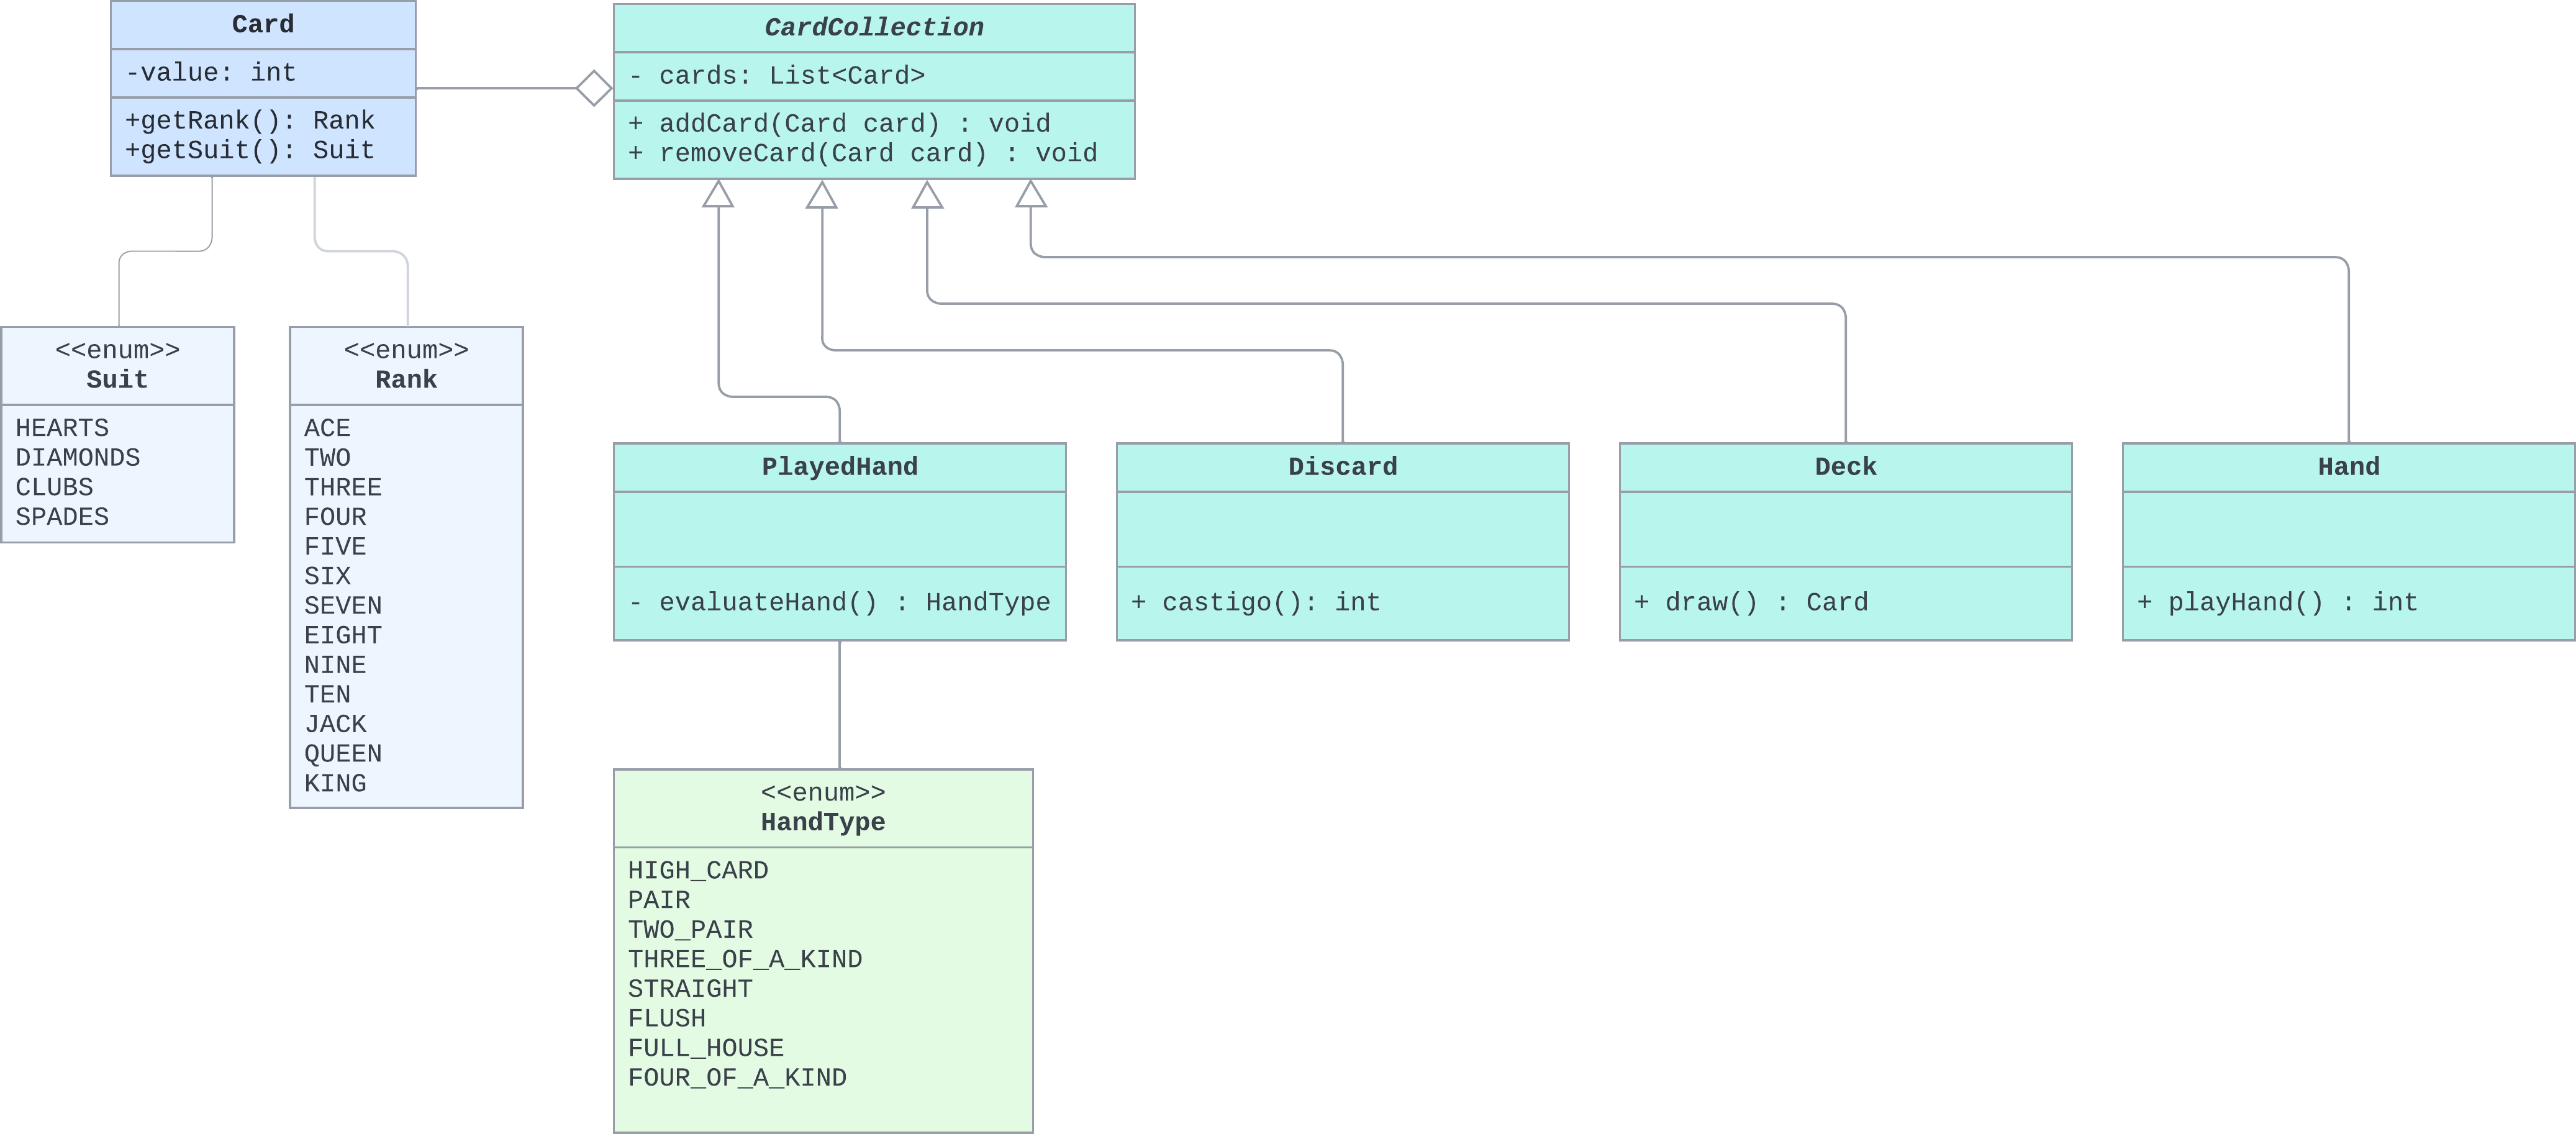 Card
-value: int
+getRank(): Rank
+getSuit(): Suit
CardCollection
- cards: List<Card>
+ addCard(Card card) : void
+ removeCard(Card card) : void
<<enum>>
Suit
HEARTS
DIAMONDS
CLUBS
SPADES
<<enum>>
Rank
ACE
TWO
THREE
FOUR
FIVE
SIX
SEVEN
EIGHT
NINE
TEN
JACK
QUEEN
KING
PlayedHand
- evaluateHand() : HandType
Discard
+ castigo(): int
Deck
+ draw() : Card
Hand
+ playHand() : int
<<enum>>
HandType
HIGH_CARD
PAIR
TWO_PAIR
THREE_OF_A_KIND
STRAIGHT
FLUSH
FULL_HOUSE
FOUR_OF_A_KIND